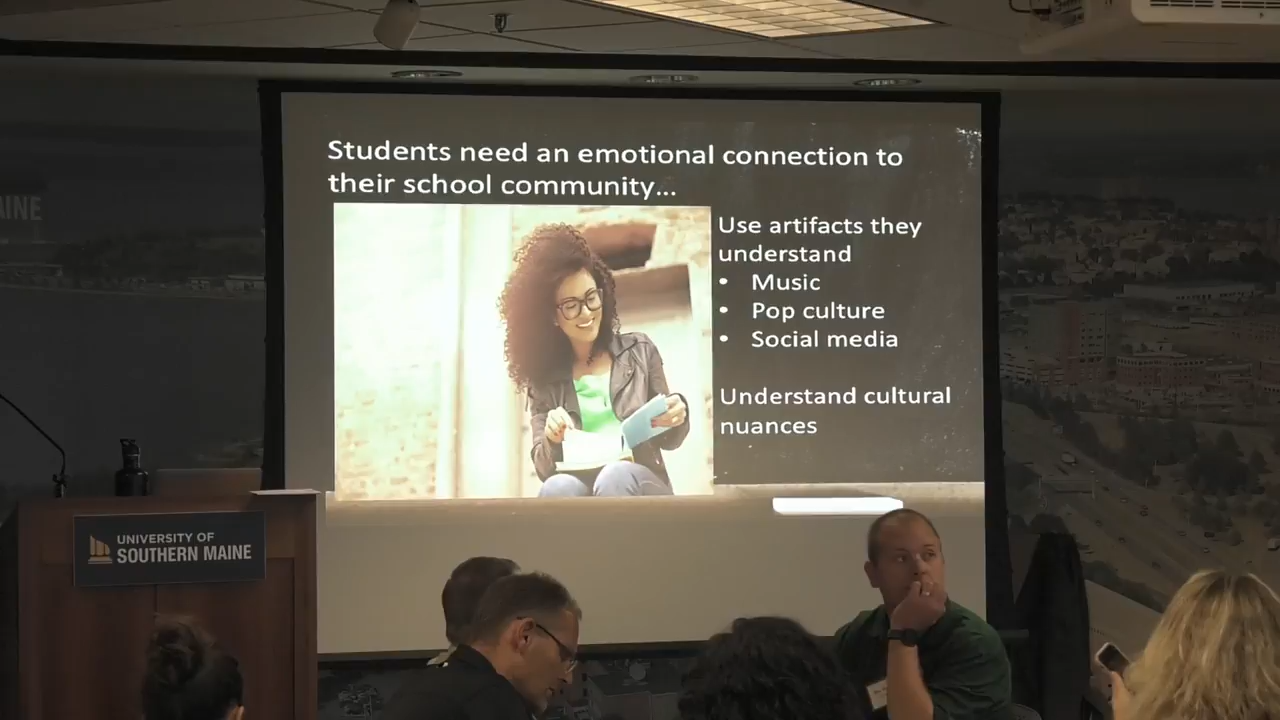 Students need an emotional connection to
their school community...
Use artifacts they
understand
• Music
• Pop culture
• Social media
Understand cultural
nuances
UNIVERSITY OF
SOUTHERN MAINE